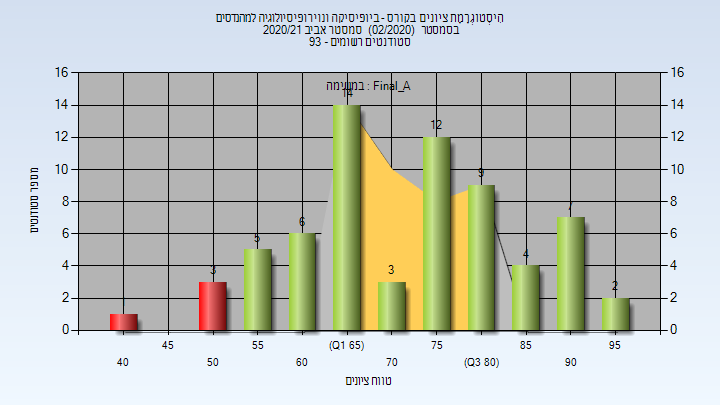 היסטוגרמת ציונים בקורס - ביופיסיקה ונוירופיסיולוגיה למהנדסים
בסמסטר (02/2020) סמסטר אביב 2020/21
סטודנטים רשומים - 93
במשימה : Final_A
מספר סטודנטים
16 16
14 14
12 12
10 10
8 8
6 6
4 4
2 2
0 0
3 5 6 14 3 12 9 4 7 2
40 45 50 55 60 (Q1 65) 70 75 (Q3 80) 85 90 95
טווח ציונים